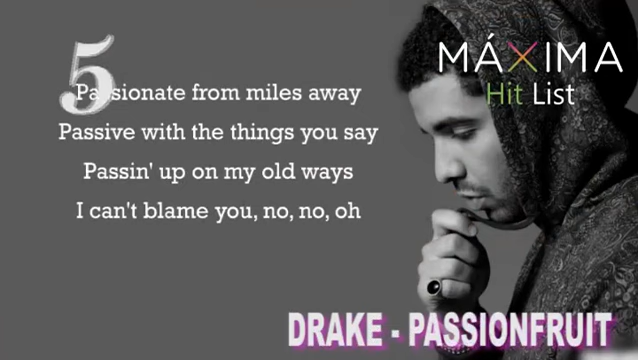 5
MÁXIMA
Hit List
Passionate from miles away
Passive with the things you say
Passin' up on my old ways
I can't blame you, no, no, oh
DRAKE - PASSIONFRUIT